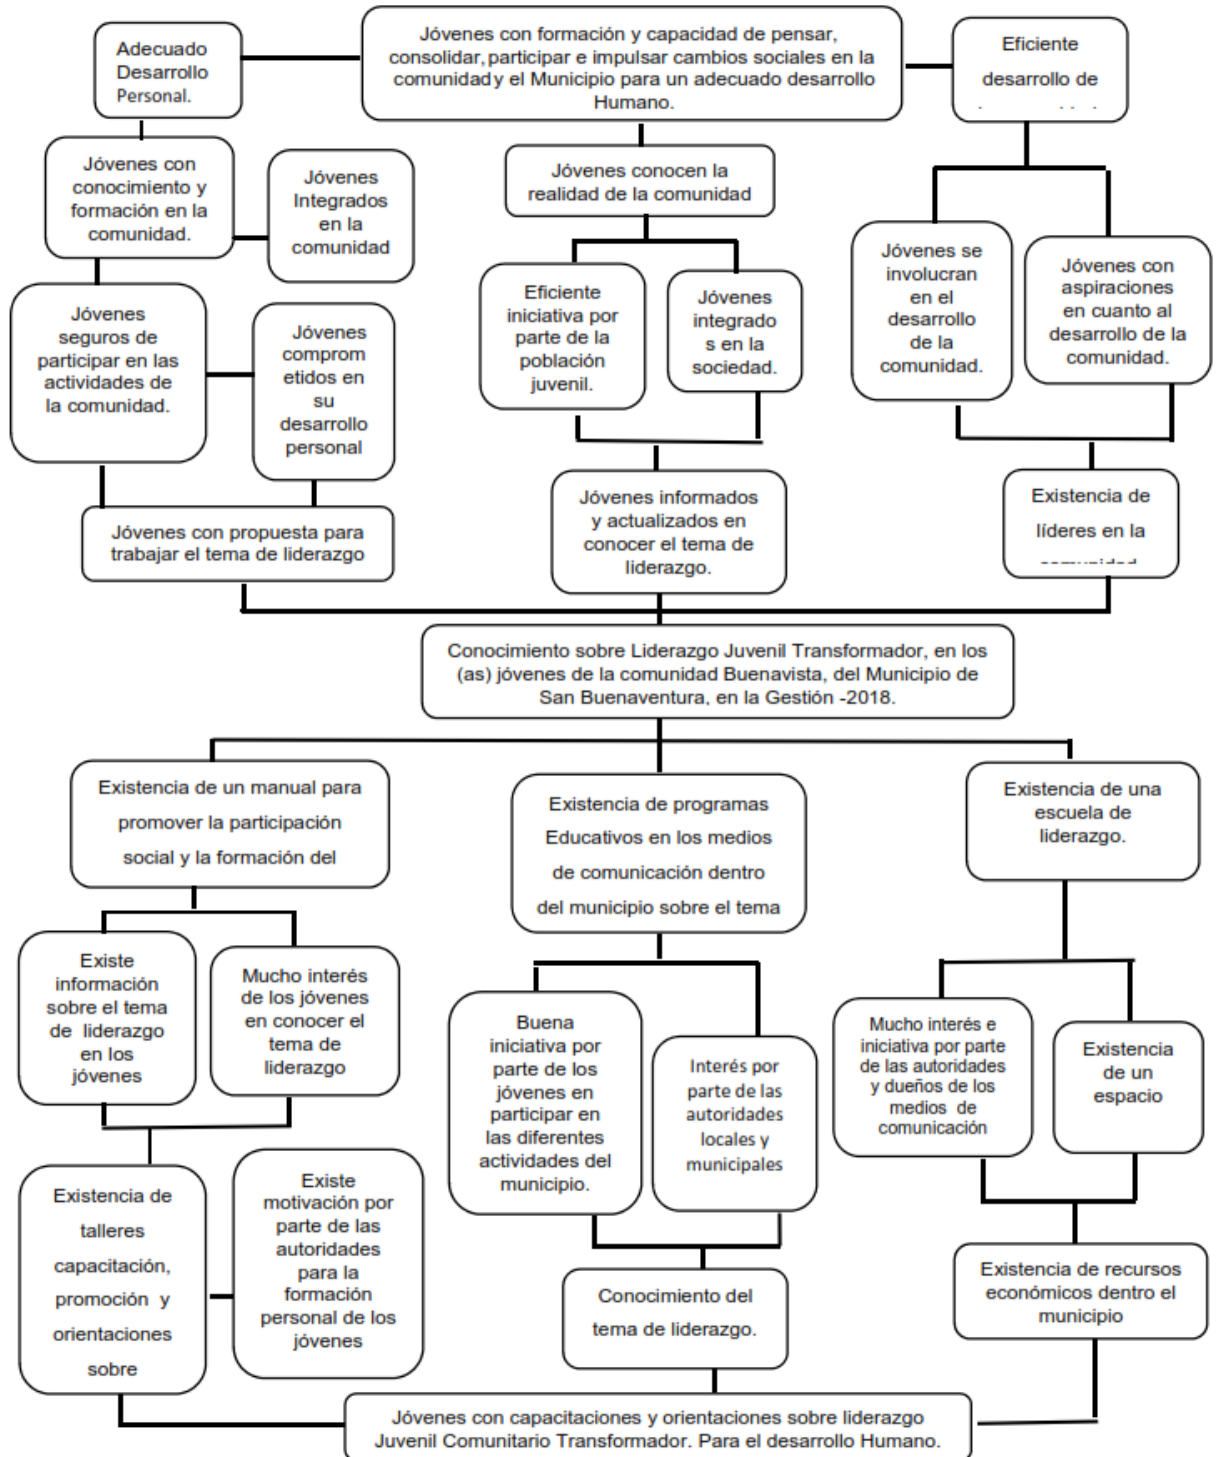 Jóvenes con formación y capacidad de pensar,
consolidar, participar e impulsar cambios sociales en la
comunidad y el Municipio para un adecuado desarrollo
Humano.
Adecuado
Desarrollo
Personal.
Eficiente
desarrollo de
Jóvenes con
conocimiento y
formación en la
comunidad.
Jóvenes
Integrados
en la
comunidad
Jóvenes conocen la
realidad de la comunidad
Jóvenes
seguros de
participar en las
actividades de
la comunidad.
Jóvenes
comprom
etidos en
su
desarrollo
personal
Eficiente
iniciativa por
parte de la
población
juvenil.
Jóvenes
integrado
s en la
sociedad.
Jóvenes se
involucran
en el
desarrollo
de la
comunidad.
Jóvenes con
aspiraciones
en cuanto al
desarrollo de la
comunidad.
Jóvenes con propuesta para
trabajar el tema de liderazgo
Jóvenes informados
y actualizados en
conocer el tema de
liderazgo.
Existencia de
líderes en la
Conocimiento sobre Liderazgo Juvenil Transformador, en los
(as) jóvenes de la comunidad Buenavista, del Municipio de
San Buenaventura, en la Gestión -2018.
Existencia de un manual para
promover la participación
social y la formación del
Existencia de programas
Educativos en los medios
de comunicación dentro
del municipio sobre el tema
Existencia de una
escuela de
liderazgo.
Existe
información
sobre el tema
de liderazgo
en los
jóvenes
Mucho interés
de los jóvenes
en conocer el
tema de
liderazgo
Buena
iniciativa por
parte de los
jóvenes en
participar en
las diferentes
actividades del
municipio.
Interés por
parte de las
autoridades
locales y
municipales
Mucho interés e
iniciativa por parte
de las autoridades
y dueños de los
medios de
comunicación
Existencia
de un
espacio
Existencia de
talleres
capacitación,
promoción y
orientaciones
sobre
Existe
motivación por
parte de las
autoridades
para la
formación
personal de los
jóvenes
Conocimiento del
tema de liderazgo.
Existencia de recursos
económicos dentro el
municipio
Jóvenes con capacitaciones y orientaciones sobre liderazgo
Juvenil Comunitario Transformador. Para el desarrollo Humano.